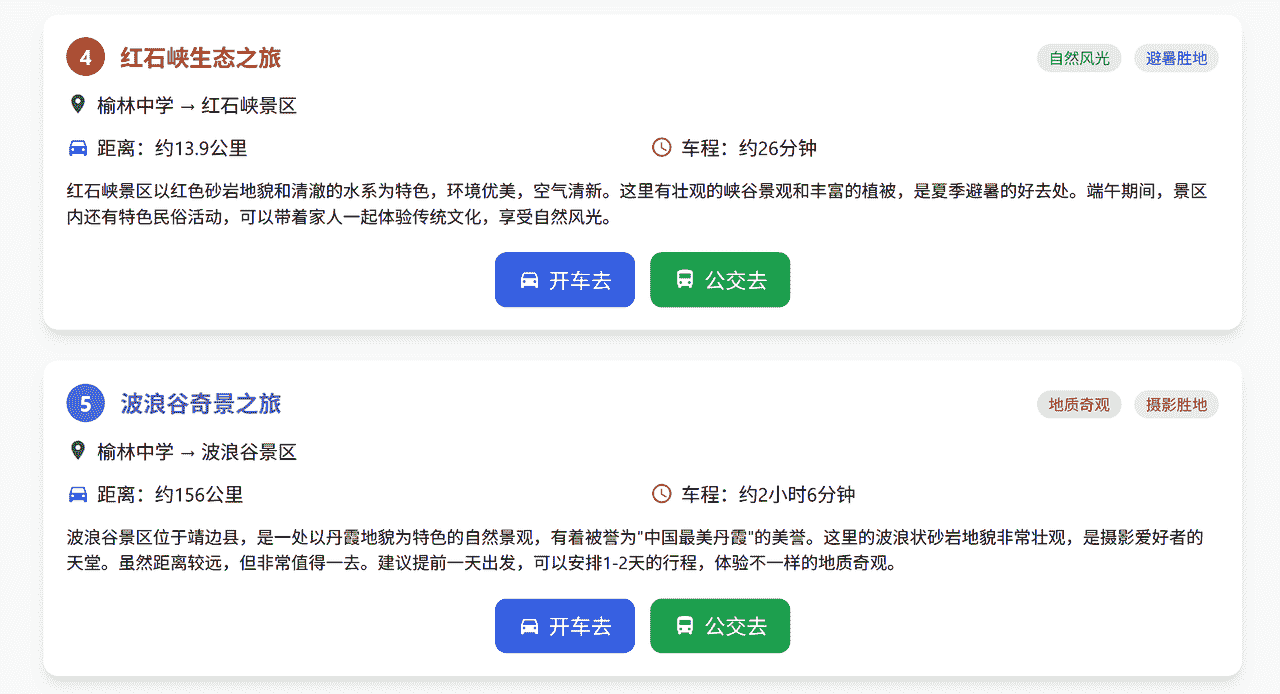 4 红石峡生态之旅 自然风光 避暑胜地
榆林中学 → 红石峡景区
距离：约13.9公里 车程：约26分钟
红石峡景区以红色砂岩地貌和清澈的水系为特色，环境优美，空气清新。这里有壮观的峡谷景观和丰富的植被，是夏季避暑的好去处。端午期间，景区
内还有特色民俗活动，可以带着家人一起体验传统文化，享受自然风光。
开车去 公交去
5 波浪谷奇景之旅 地质奇观 摄影胜地
榆林中学 → 波浪谷景区
距离：约156公里 车程：约2小时6分钟
波浪谷景区位于靖边县，是一处以丹霞地貌为特色的自然景观，有着被誉为"中国最美丹霞"的美誉。这里的波浪状砂岩地貌非常壮观，是摄影爱好者的
天堂。虽然距离较远，但非常值得一去。建议提前一天出发，可以安排1-2天的行程，体验不一样的地质奇观。
开车去 公交去